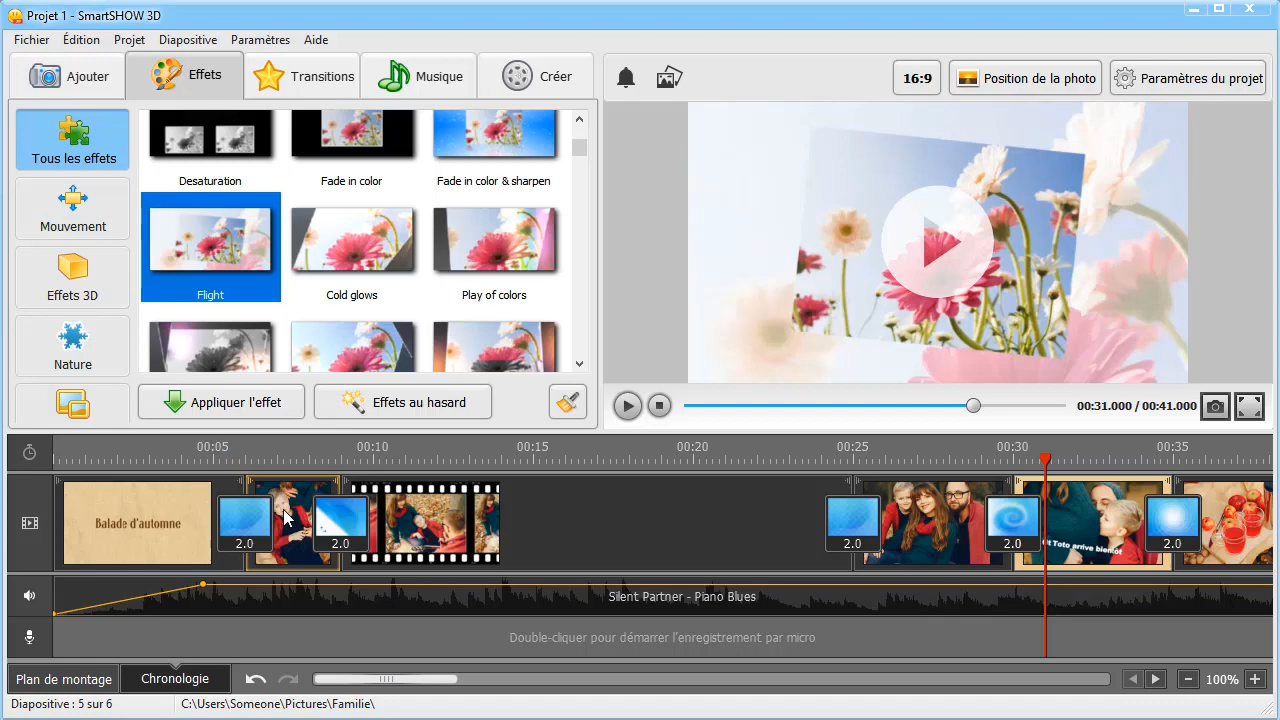 Projet 1 - SmartSHOW 3D
Fichier Édition Projet Diapositive Paramètres Aide
Ajouter Effets Transitions Musique Créer
16:9 Position de la photo Paramètres du projet
Tous les effets
Mouvement
Effets 3D
Nature
Desaturation Fade in color Fade in color & sharpen
Flight Cold glows Play of colors
Appliquer l'effet Effets au hasard
00:31.000 / 00:41.000
00:05 00:10 00:15 00:20 00:25 00:30 00:35
Balade d'automne
2.0 2.0 2.0 2.0 2.0
Toto arrive bientôt
Silent Partner - Piano Blues
Double-cliquer pour démarrer l'enregistrement par micro
Plan de montage Chronologie 100%
Diapositive : 5 sur 6 C:\Users\Someone\Pictures\Familie\